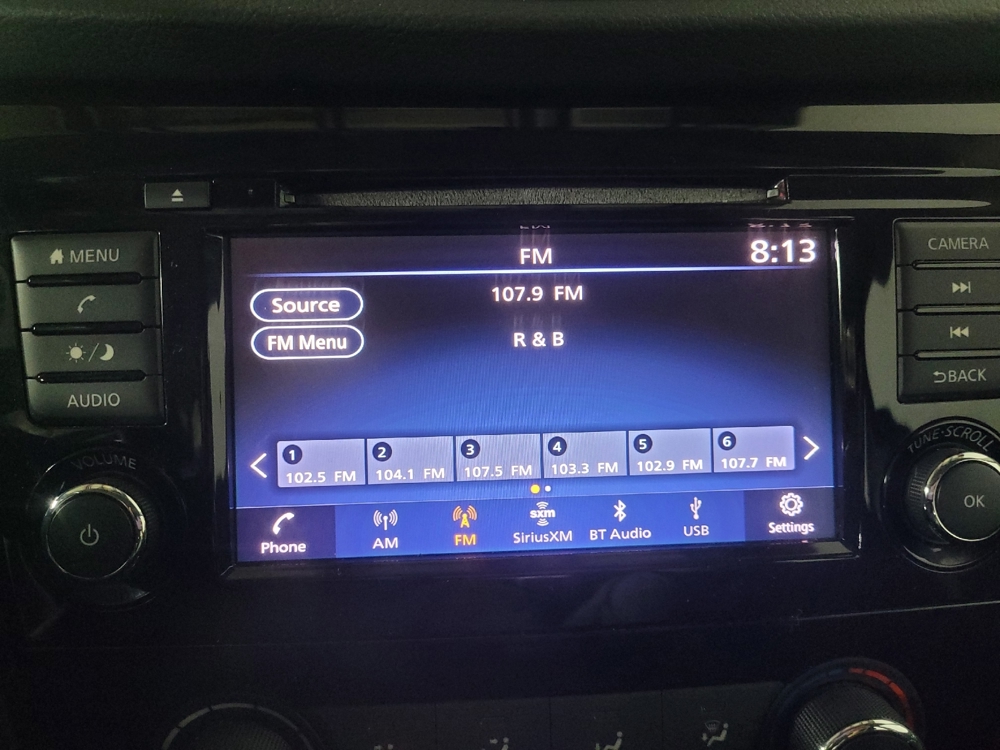 MENU
AUDIO
VOLUME
FM
8:13
Source
107.9 FM
FM Menu
R & B
1
102.5 FM
2
104.1 FM
3
107.5 FM
4
103.3 FM
5
102.9 FM
6
107.7 FM
Phone
AM
FM
sxm
SiriusXM
BT Audio
USB
Settings
CAMERA
BACK
TUNE·SCROLL
OK